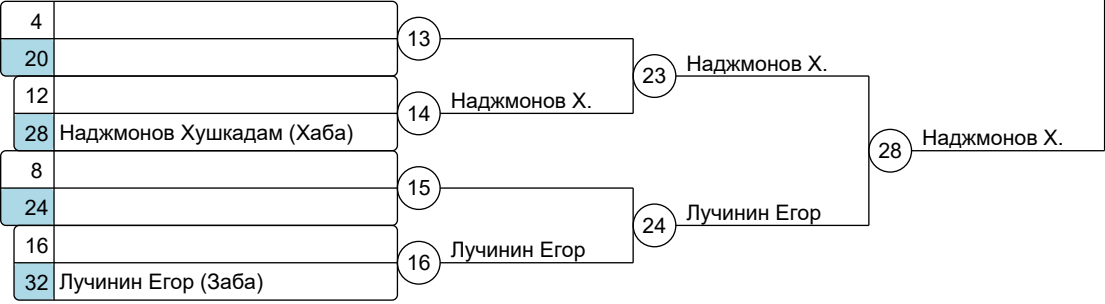 4
13
20
Наджмонов Х.
23
12
Наджмонов Х.
14
28 Наджмонов Хушкадам (Хаба)
Наджмонов Х.
28
8
15
24
Лучинин Егор
24
16
Лучинин Егор
16
32 Лучинин Егор (Заба)